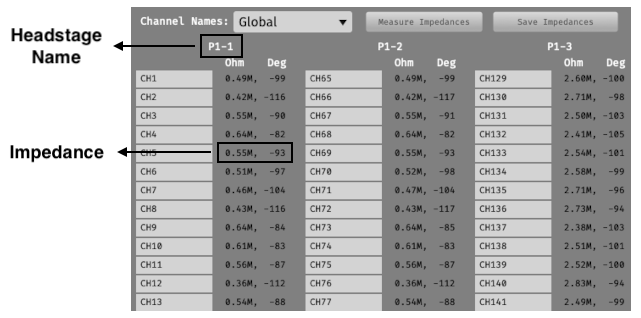 Channel Names: Global ▼ Measure Impedances Save Impedances
Headstage Name
P1-1 P1-2 P1-3
Ohm Deg Ohm Deg Ohm Deg
CH1 0.49M, -99 CH65 0.49M, -99 CH129 2.60M, -100
CH2 0.42M, -116 CH66 0.42M, -117 CH130 2.71M, -98
CH3 0.55M, -90 CH67 0.55M, -91 CH131 2.50M, -103
CH4 0.64M, -82 CH68 0.64M, -82 CH132 2.41M, -105
Impedance
CH5 0.55M, -93 CH69 0.55M, -93 CH133 2.54M, -101
CH6 0.51M, -97 CH70 0.52M, -98 CH134 2.58M, -99
CH7 0.46M, -104 CH71 0.47M, -104 CH135 2.71M, -96
CH8 0.43M, -116 CH72 0.43M, -117 CH136 2.73M, -94
CH9 0.64M, -84 CH73 0.64M, -85 CH137 2.38M, -103
CH10 0.61M, -83 CH74 0.61M, -83 CH138 2.51M, -101
CH11 0.56M, -87 CH75 0.56M, -87 CH139 2.52M, -100
CH12 0.36M, -112 CH76 0.36M, -112 CH140 2.83M, -94
CH13 0.54M, -88 CH77 0.54M, -88 CH141 2.49M, -99